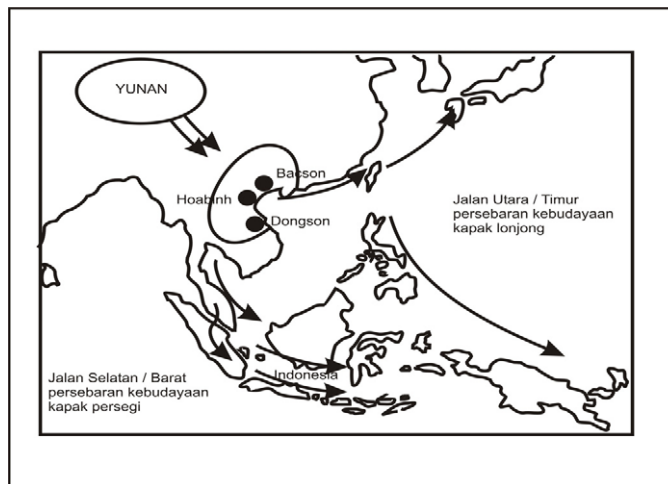 YUNAN
Bacson
Hoabinh
Dongson
Jalan Utara / Timur
persebaran kebudayaan
kapak lonjong
Jalan Selatan / Barat
persebaran kebudayaan
kapak persegi
Indonesia